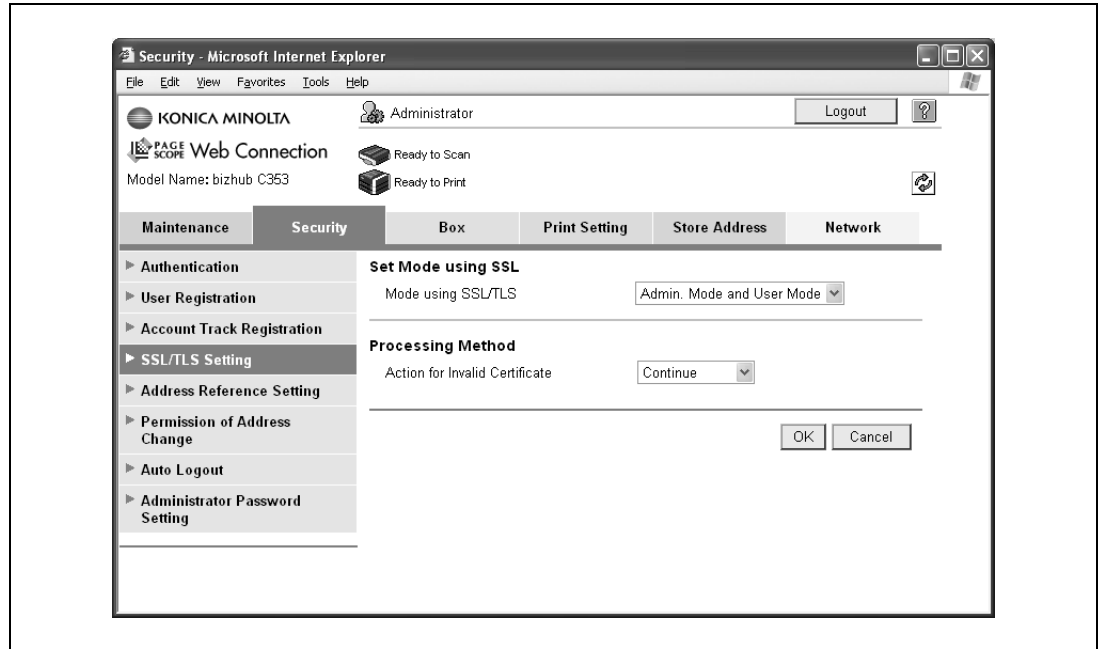 Security - Microsoft Internet Explorer
File Edit View Favorites Tools Help
KONICA MINOLTA
Administrator
Logout
?
PAGE SCOPE Web Connection
Ready to Scan
Model Name: bizhub C353
Ready to Print
Maintenance Security Box Print Setting Store Address Network
Authentication
User Registration
Account Track Registration
SSL/TLS Setting
Address Reference Setting
Permission of Address
Change
Auto Logout
Administrator Password
Setting
Set Mode using SSL
Mode using SSL/TLS Admin. Mode and User Mode
Processing Method
Action for Invalid Certificate Continue
OK Cancel